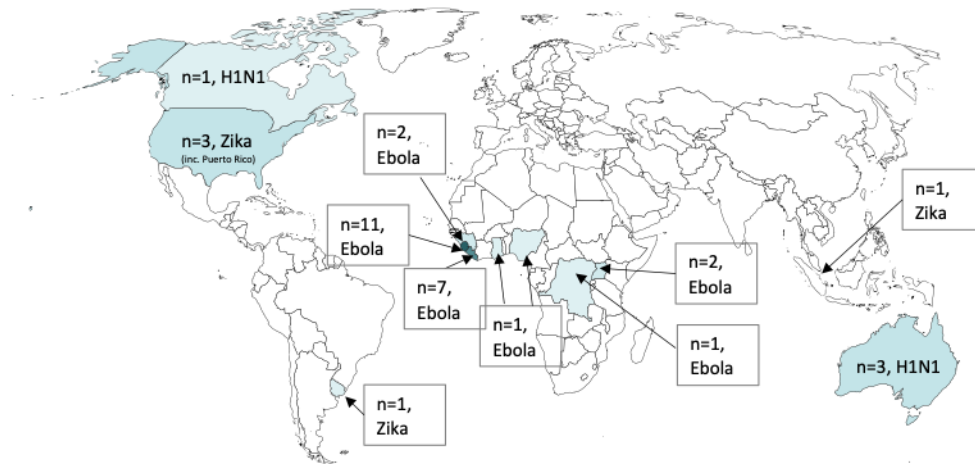 n=1, H1N1
n=3, Zika
(inc. Puerto Rico)
n=2,
Ebola
n=11,
Ebola
n=7,
Ebola
n=1,
Ebola
n=2,
Ebola
n=1,
Ebola
n=1,
Zika
n=3, H1N1
n=1,
Zika